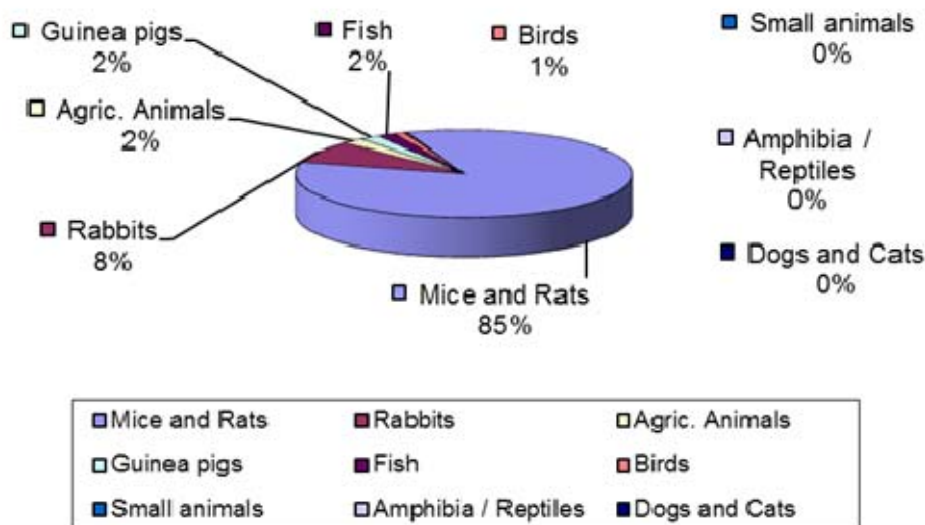 Guinea pigs
2%
Fish
2%
Birds
1%
Small animals
0%
Agric. Animals
2%
Amphibia /
Reptiles
0%
Rabbits
8%
Dogs and Cats
0%
Mice and Rats
85%
Mice and Rats Rabbits Agric. Animals
Guinea pigs Fish Birds
Small animals Amphibia / Reptiles Dogs and Cats